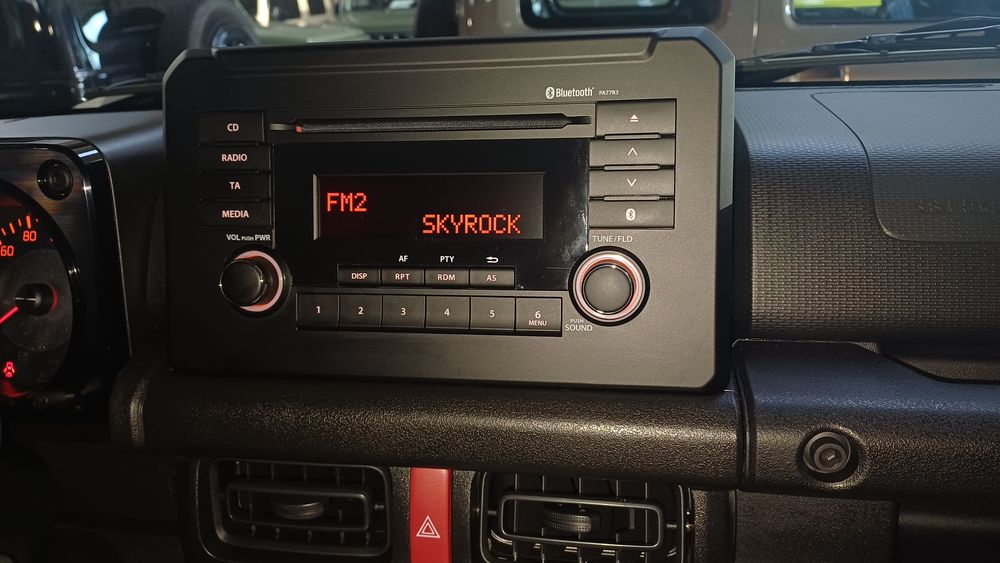 Bluetooth PA77R3
CD
RADIO
TA
MEDIA
FM2
SKYROCK
VOL PUSH PWR
TUNE/FLD
AF PTY
DISP RPT RDM AS
1 2 3 4 5 6
MENU
PUSH
SOUND
80
60